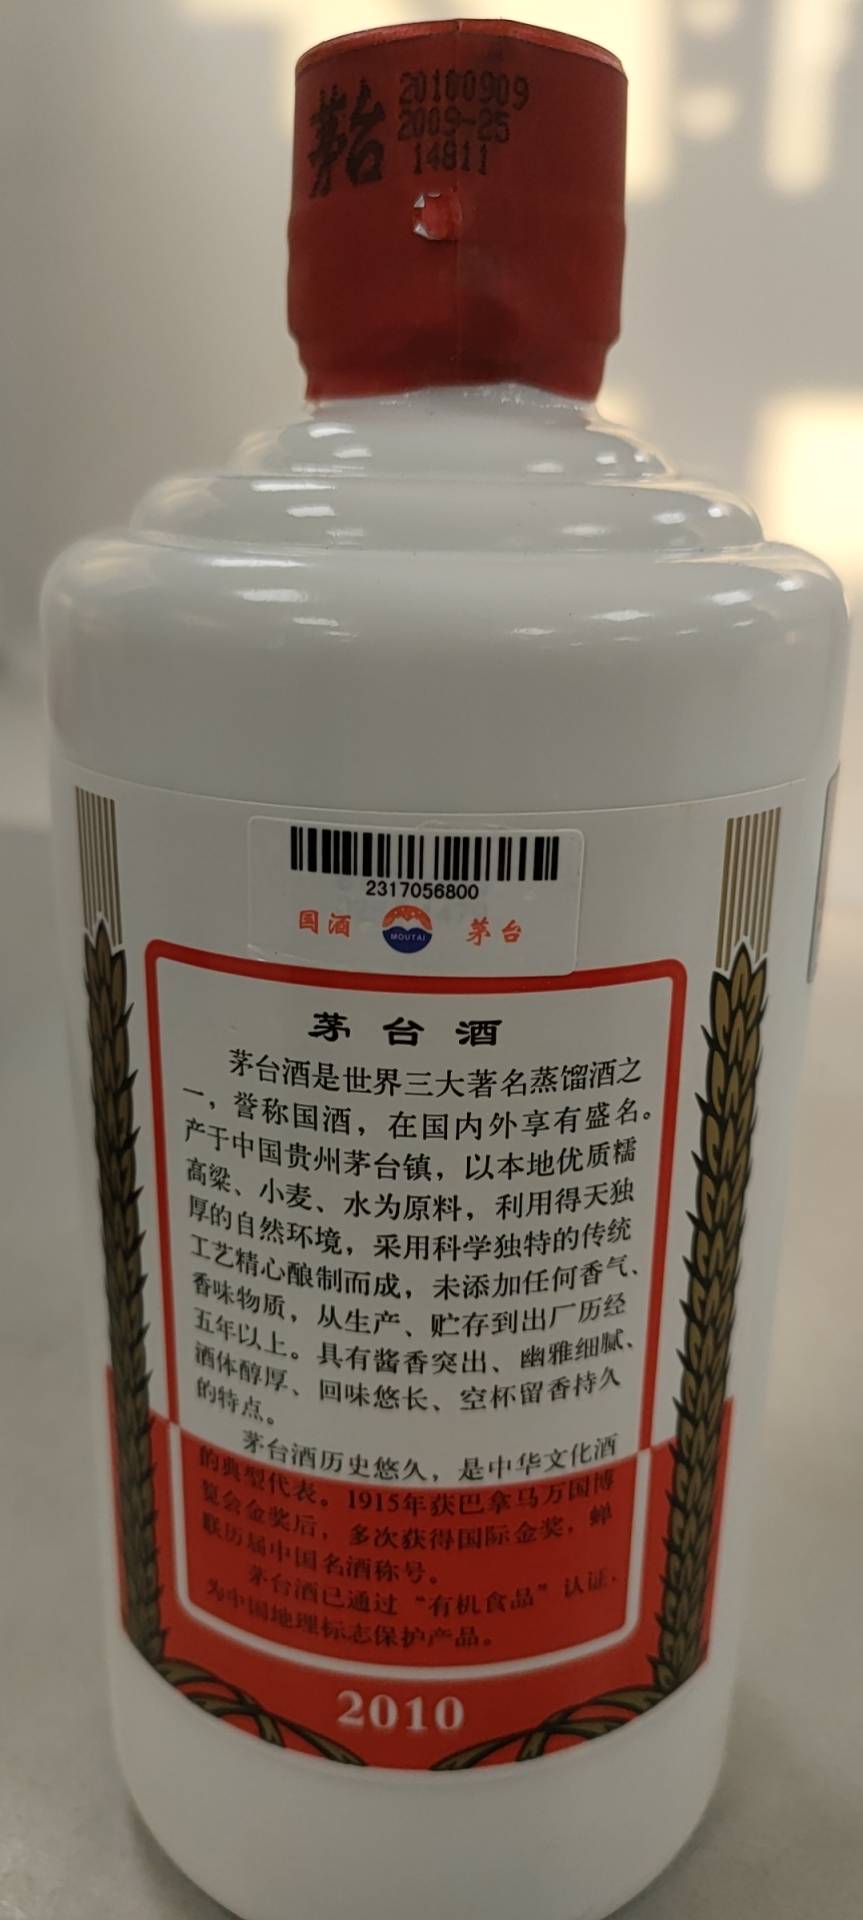 茅台
20100909
2009-25
14811
2317056800
国酒
MOUTAI
茅台
茅台酒
茅台酒是世界三大著名蒸馏酒之
一，誉称国酒，在国内外享有盛名。
产于中国贵州茅台镇，以本地优质糯
高粱、小麦、水为原料，利用得天独
厚的自然环境，采用科学独特的传统
工艺精心酿制而成，未添加任何香气、
香味物质，从生产、贮存到出厂历经
五年以上。具有酱香突出、幽雅细腻、
酒体醇厚、回味悠长、空杯留香持久
的特点。
茅台酒历史悠久，是中华文化酒
的典型代表。1915年获巴拿马万国博
览会金奖后，多次获得国际金奖，蝉
联历届中国名酒称号。
茅台酒已通过“有机食品”认证，
为中国地理标志保护产品。
2010